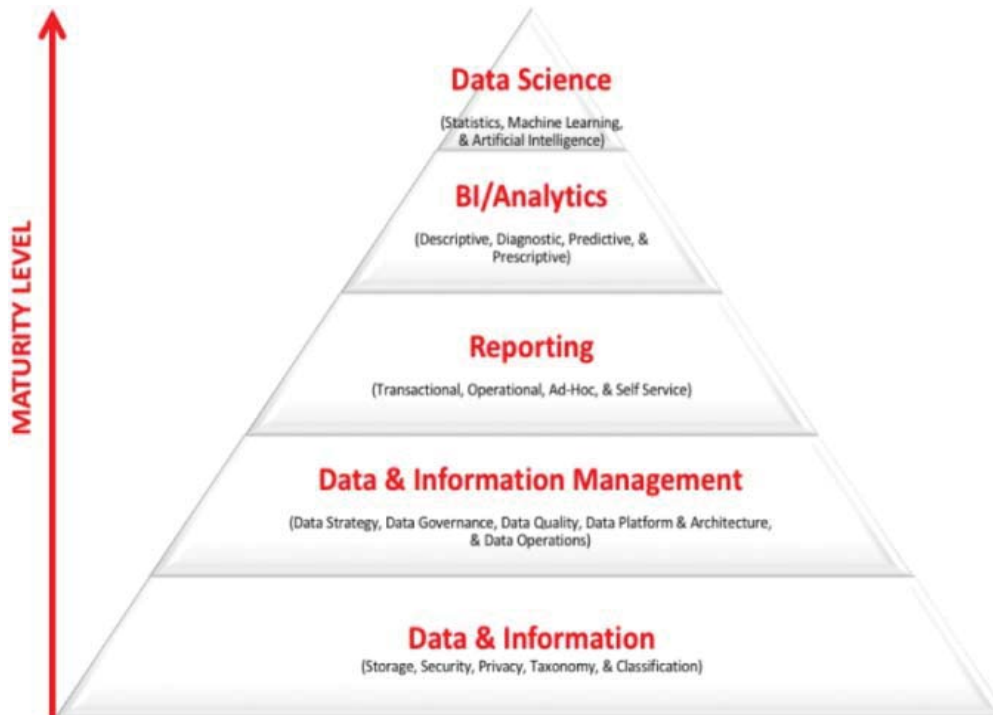 Data Science
(Statistics, Machine Learning,
& Artificial Intelligence)
BI/Analytics
(Descriptive, Diagnostic, Predictive, &
Prescriptive)
Reporting
(Transactional, Operational, Ad-Hoc, & Self Service)
Data & Information Management
(Data Strategy, Data Governance, Data Quality, Data Platform & Architecture,
& Data Operations)
Data & Information
(Storage, Security, Privacy, Taxonomy, & Classification)
MATURITY LEVEL